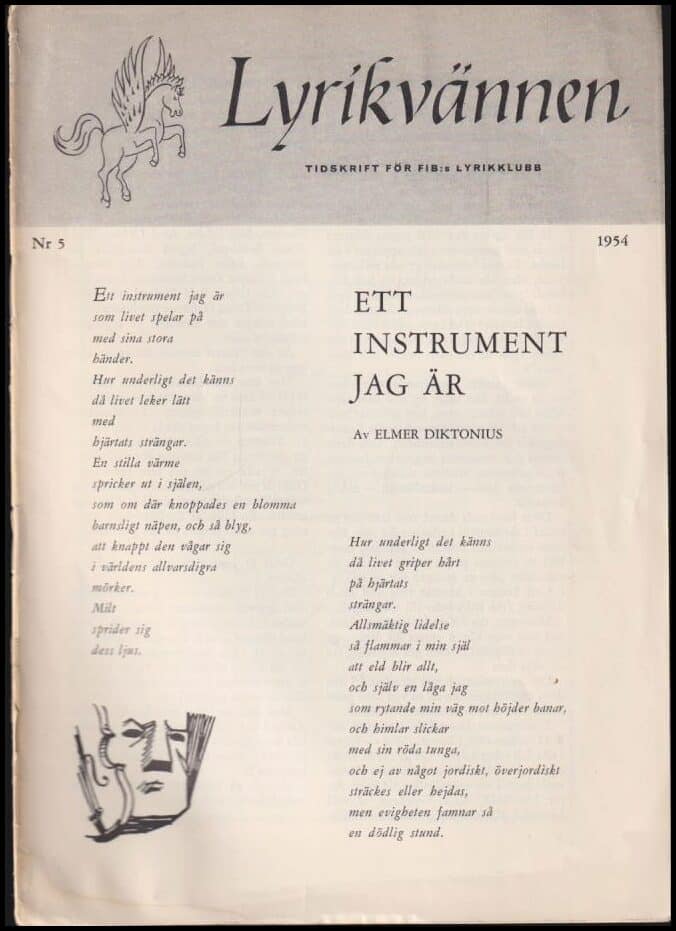 Lyrikvännen
TIDSKRIFT FÖR FIB:s LYRIKKLUBB
Nr 5
1954
ETT
INSTRUMENT
JAG ÄR
Av ELMER DIKTONIUS
Ett instrument jag är
som livet spelar på
med sina stora
händer.
Hur underligt det känns
då livet leker lätt
med
hjärtats strängar.
En stilla värme
spricker ut i själen,
som om där knoppades en blomma
barnsligt näpen, och så blyg,
att knappt den vågar sig
i världens allvarsdigra
mörker.
Milt
sprider sig
dess ljus.
Hur underligt det känns
då livet griper hårt
på hjärtats
strängar.
Allsmäktig lidelse
så flammar i min själ
att eld blir allt,
och själv en låga jag
som rytande min väg mot höjder banar,
och himlar slickar
med sin röda tunga,
och ej av något jordiskt, överjordiskt
sträckes eller hejdas,
men evigheten famnar så
en dödlig stund.